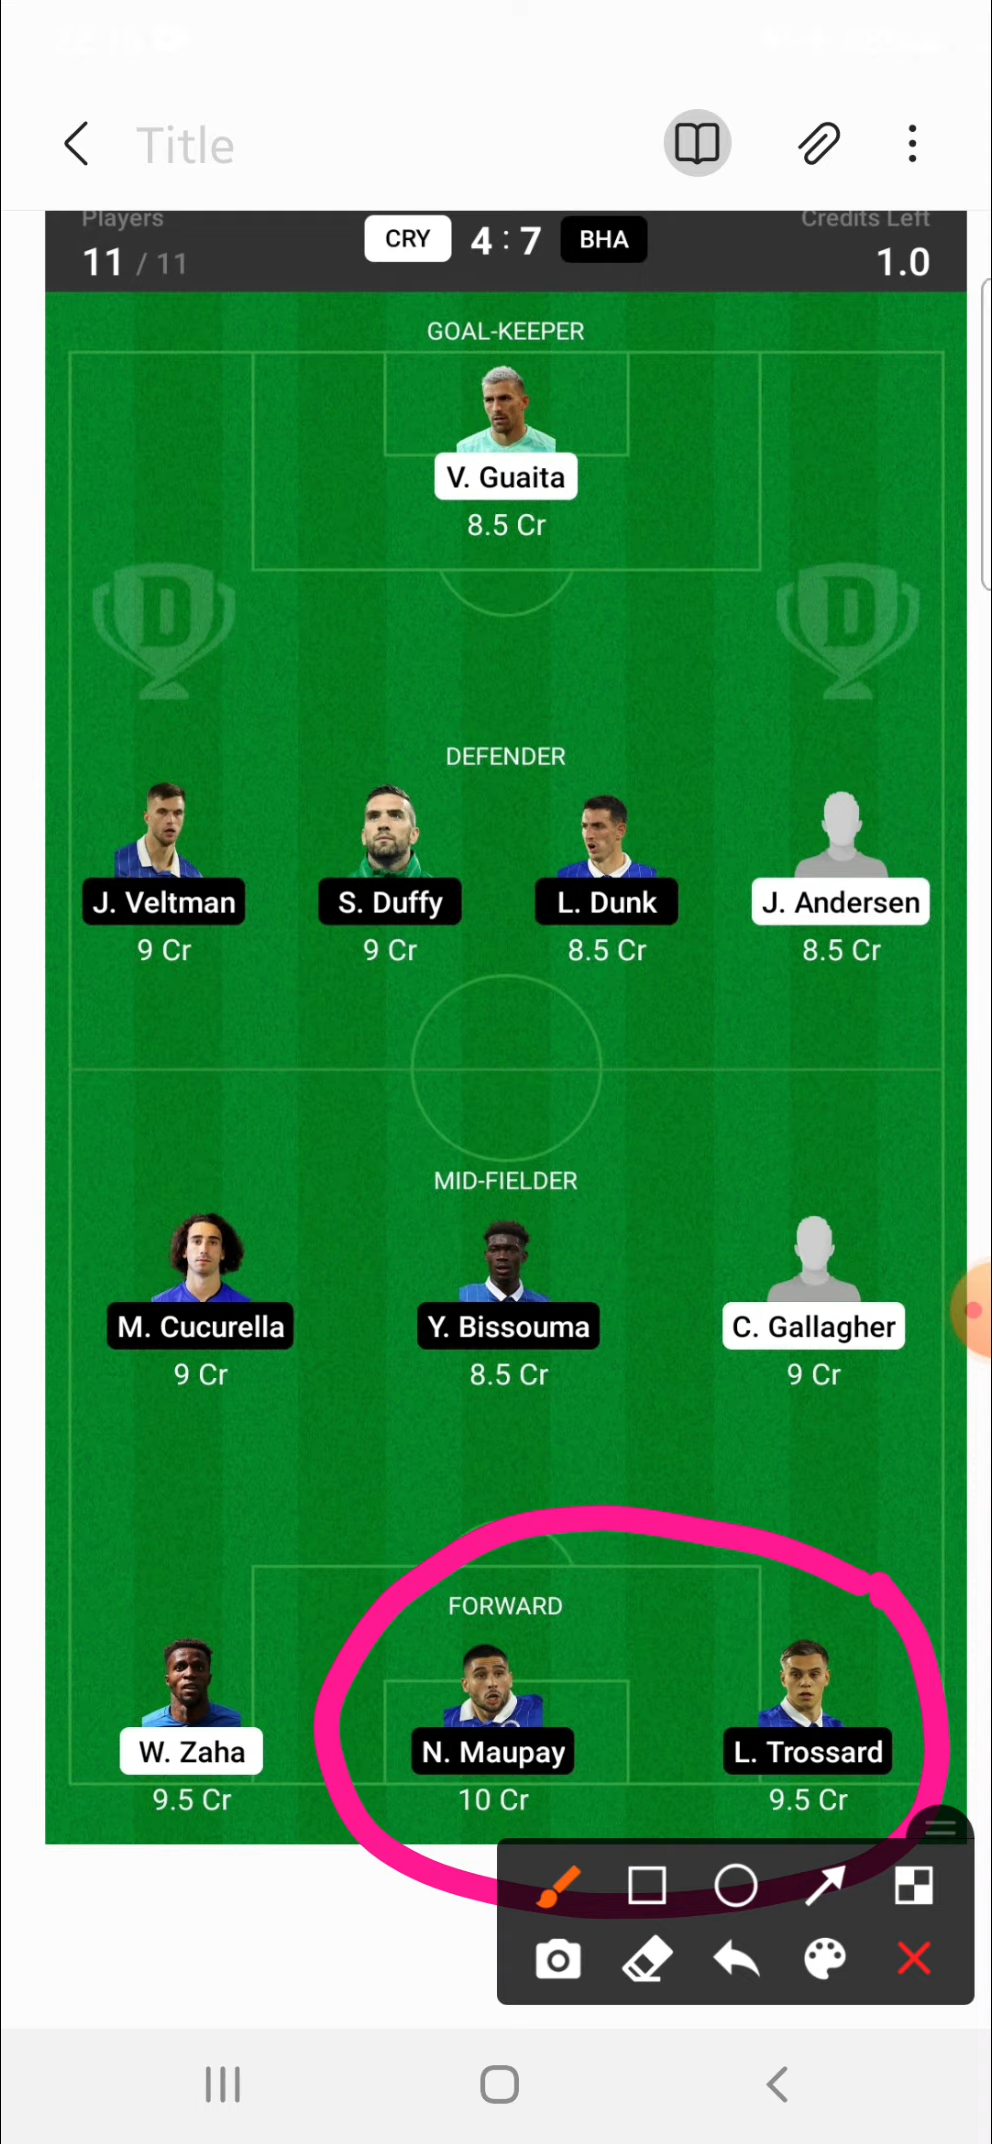 Title
Players
CRY 4 : 7 BHA
Credits Left
11 / 11
1.0
GOAL-KEEPER
V. Guaita
8.5 Cr
D D
DEFENDER
J. Veltman S. Duffy L. Dunk J. Andersen
9 Cr 9 Cr 8.5 Cr 8.5 Cr
MID-FIELDER
M. Cucurella Y. Bissouma C. Gallagher
9 Cr 8.5 Cr 9 Cr
FORWARD
W. Zaha N. Maupay L. Trossard
9.5 Cr 10 Cr 9.5 Cr